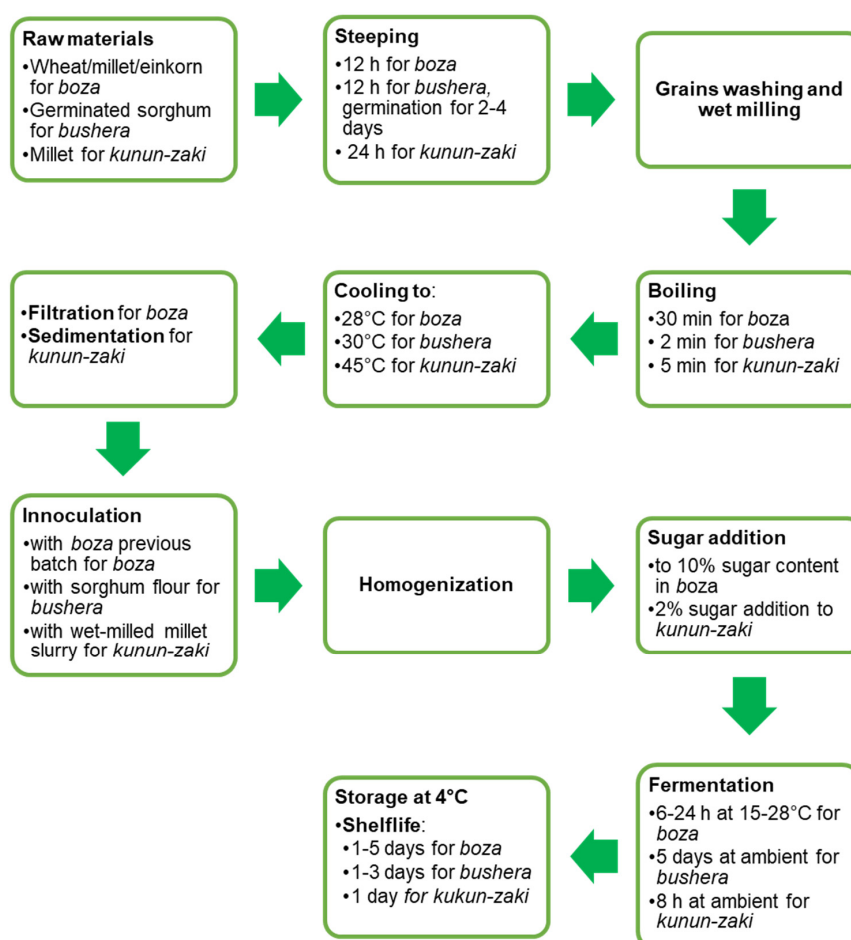 Raw materials
•Wheat/millet/einkorn
for boza
•Germinated sorghum
for bushera
•Millet for kunun-zaki
Steeping
•12 h for boza
•12 h for bushera,
germination for 2-4
days
• 24 h for kunun-zaki
Grains washing and
wet milling
Boiling
•30 min for boza
• 2 min for bushera
• 5 min for kunun-zaki
Cooling to:
•28°C for boza
•30°C for bushera
•45°C for kunun-zaki
•Filtration for boza
•Sedimentation for
kunun-zaki
Innoculation
•with boza previous
batch for boza
•with sorghum flour for
bushera
•with wet-milled millet
slurry for kunun-zaki
Homogenization
Sugar addition
•to 10% sugar content
in boza
•2% sugar addition to
kunun-zaki
Fermentation
•6-24 h at 15-28°C for
boza
•5 days at ambient for
bushera
•8 h at ambient for
kunun-zaki
Storage at 4°C
•Shelflife:
•1-5 days for boza
•1-3 days for bushera
•1 day for kukun-zaki